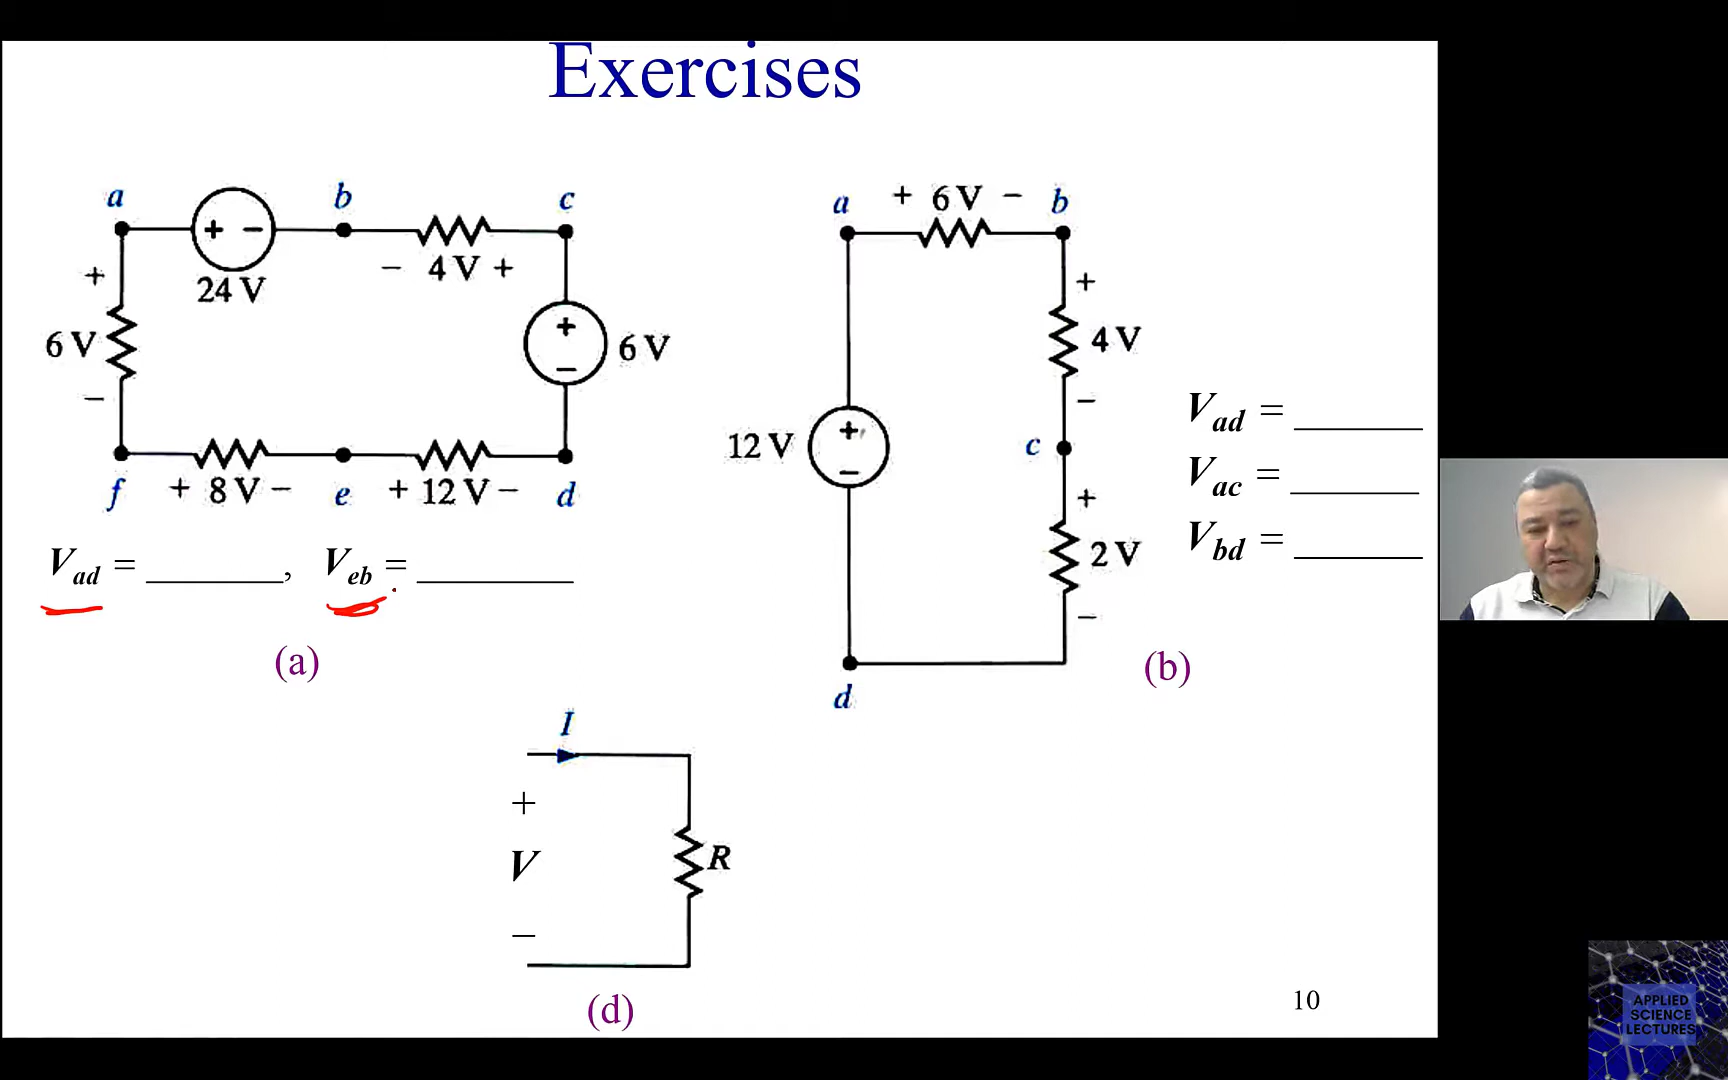 Exercises
a
b
c
+ −
24 V
− 4 V +
+
6 V
−
+
−
6 V
f
+ 8 V −
e
+ 12 V −
d
V_ad = ________, V_eb = ________
(a)
a
+ 6 V −
b
+
4 V
−
12 V
+
−
c
+
2 V
−
d
V_ad = ________
V_ac = ________
V_bd = ________
(b)
I
+
V
−
R
(d)
10
APPLIED
SCIENCE
LECTURES